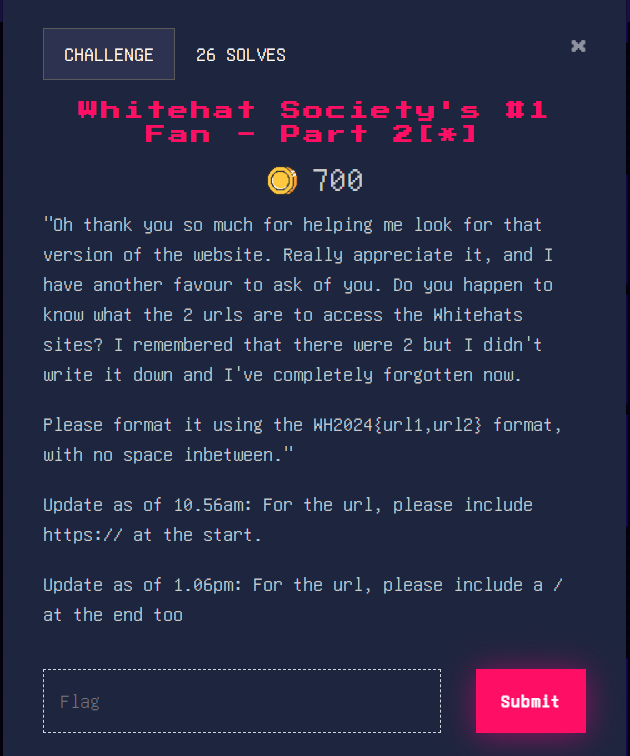 CHALLENGE 26 SOLVES ×
Whitehat Society's #1
Fan - Part 2[*]
700
"Oh thank you so much for helping me look for that
version of the website. Really appreciate it, and I
have another favour to ask of you. Do you happen to
know what the 2 urls are to access the Whitehats
sites? I remembered that there were 2 but I didn't
write it down and I've completely forgotten now.
Please format it using the WH2024{url1,url2} format,
with no space inbetween."
Update as of 10.56am: For the url, please include
https:// at the start.
Update as of 1.06pm: For the url, please include a /
at the end too
Flag
Submit